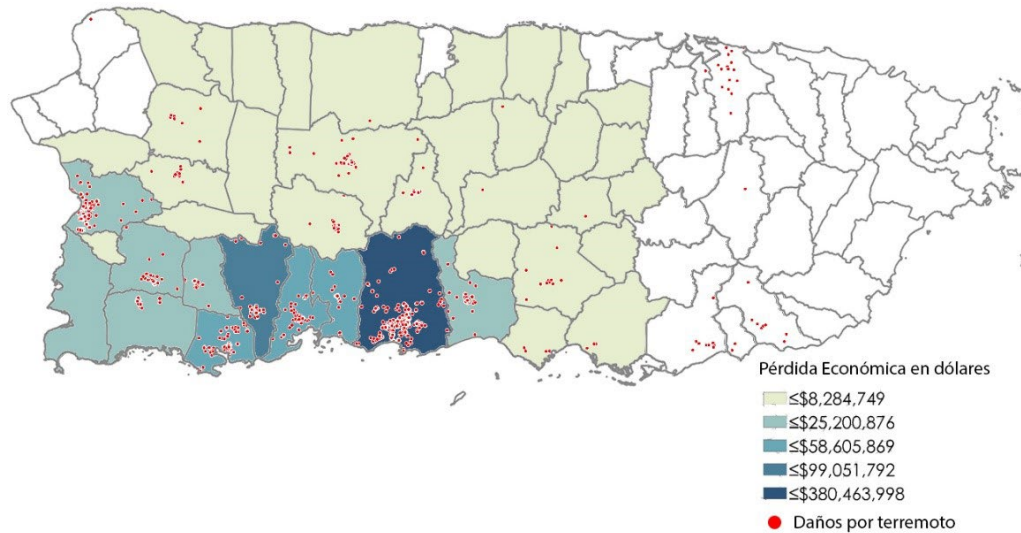 Pérdida Económica en dólares
≤$8,284,749
≤$25,200,876
≤$58,605,869
≤$99,051,792
≤$380,463,998
Daños por terremoto